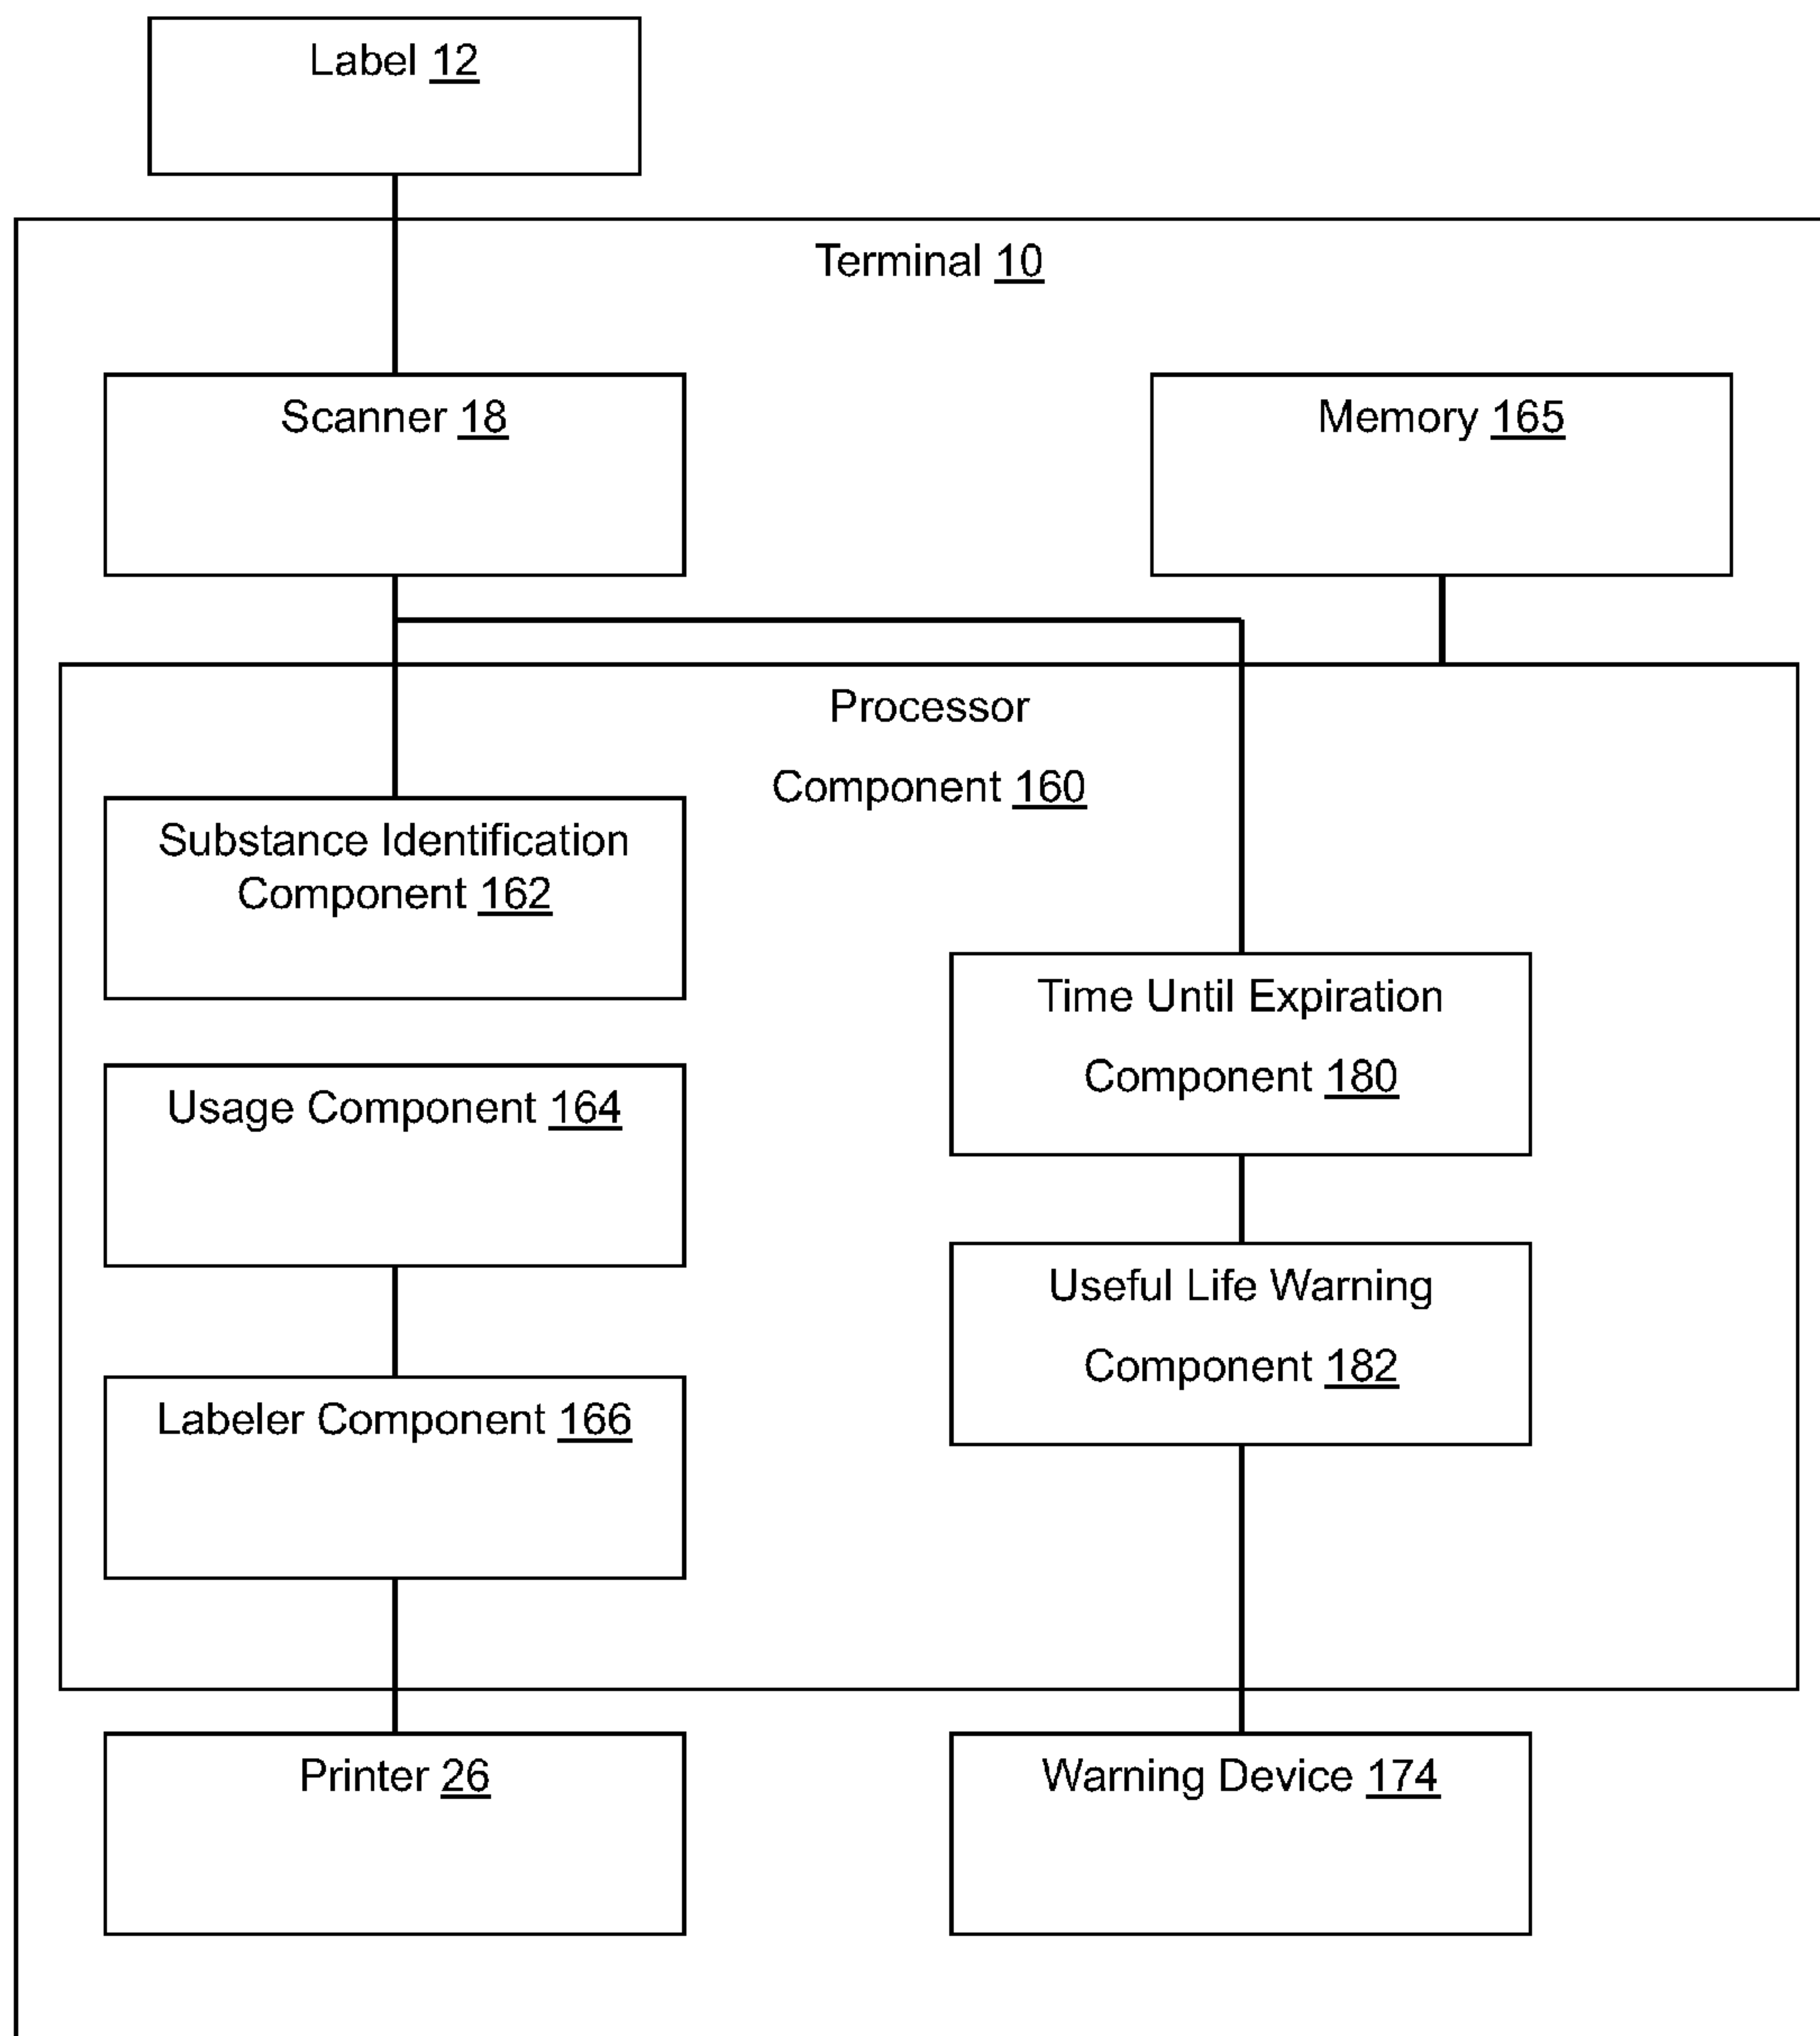 Label 12
Terminal 10
Scanner 18
Memory 165
Processor
Component 160
Substance Identification
Component 162
Time Until Expiration
Component 180
Usage Component 164
Useful Life Warning
Component 182
Labeler Component 166
Printer 26
Warning Device 174